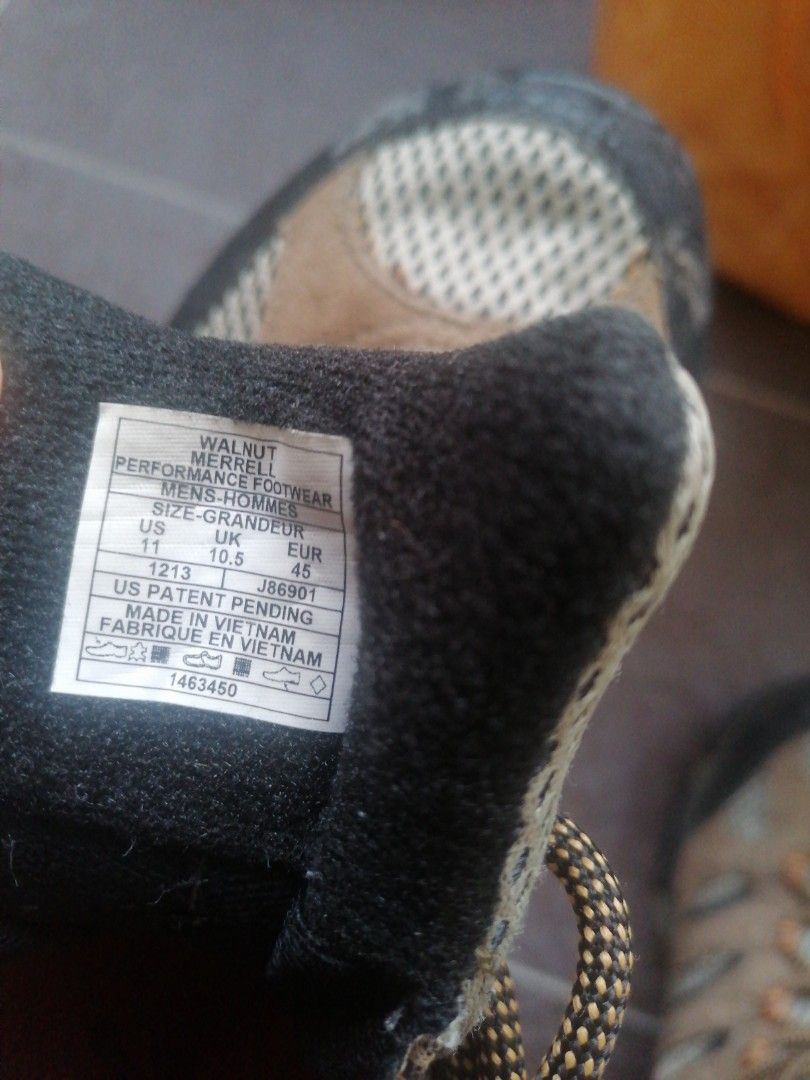 WALNUT
MERRELL
PERFORMANCE FOOTWEAR
MENS-HOMMES
SIZE-GRANDEUR
US UK EUR
11 10.5 45
1213 J86901
US PATENT PENDING
MADE IN VIETNAM
FABRIQUE EN VIETNAM
1463450